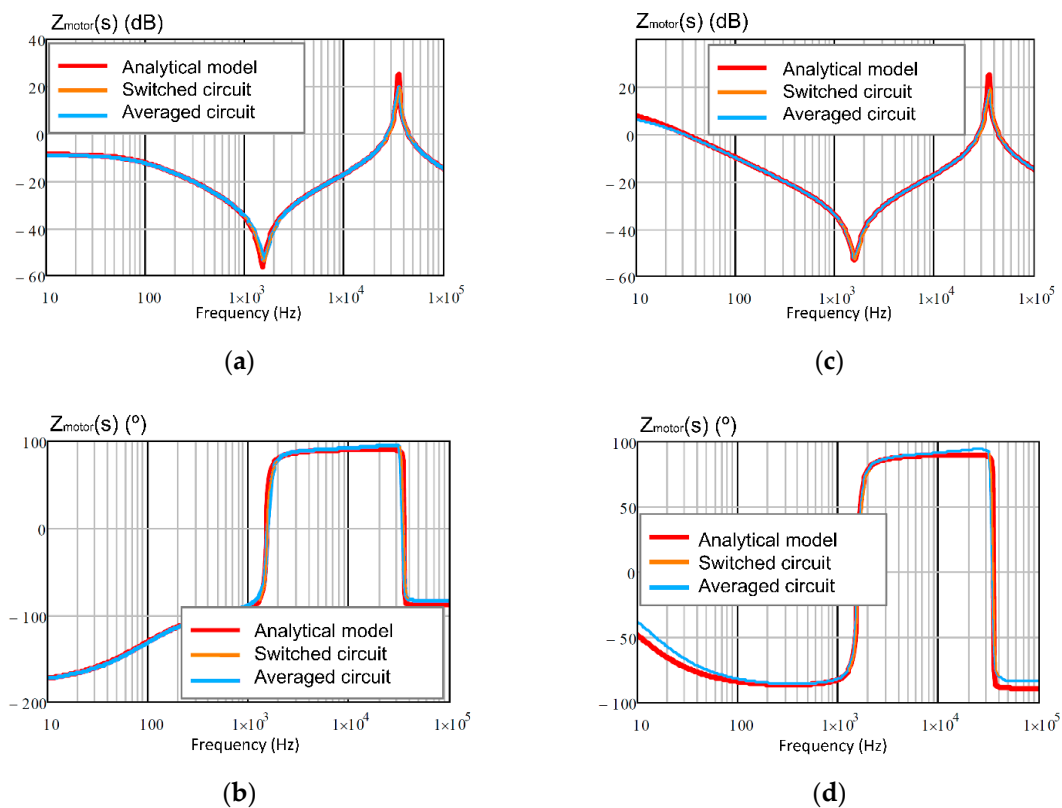 Zmotor(s) (dB)
40
20
0
– 20
– 40
– 60
Analytical model
Switched circuit
Averaged circuit
10
100
1×10³
1×10⁴
1×10⁵
Frequency (Hz)
(a)
Zmotor(s) (dB)
40
20
0
– 20
– 40
– 60
Analytical model
Switched circuit
Averaged circuit
10
100
1×10³
1×10⁴
1×10⁵
Frequency (Hz)
(c)
Zmotor(s) (º)
100
0
– 100
– 200
Analytical model
Switched circuit
Averaged circuit
10
100
1×10³
1×10⁴
1×10⁵
Frequency (Hz)
(b)
Zmotor(s) (º)
100
50
0
– 50
– 100
Analytical model
Switched circuit
Averaged circuit
10
100
1×10³
1×10⁴
1×10⁵
Frequency (Hz)
(d)